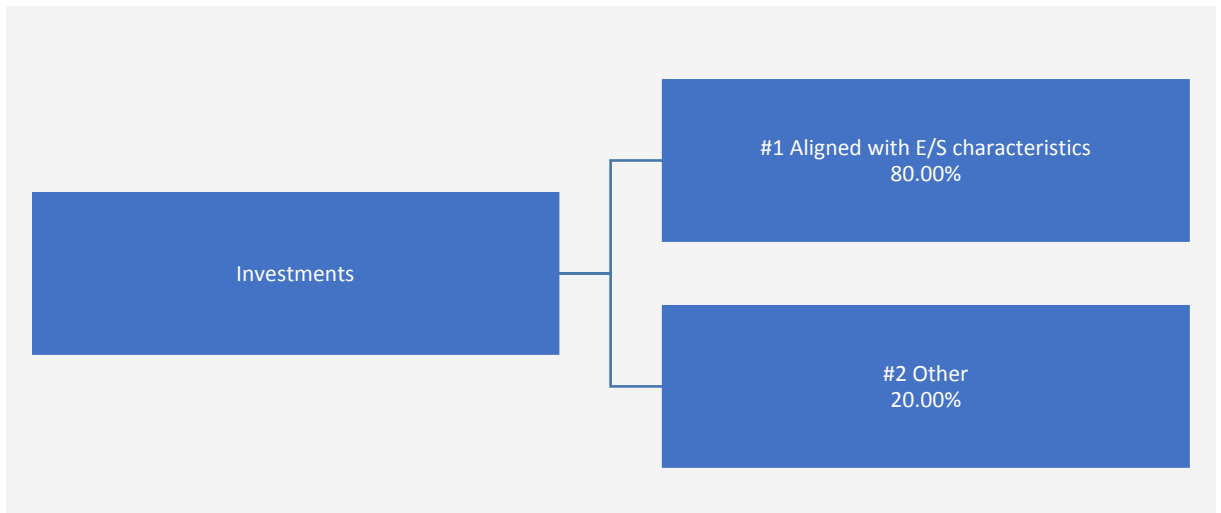 Investments
#1 Aligned with E/S characteristics
80.00%
#2 Other
20.00%